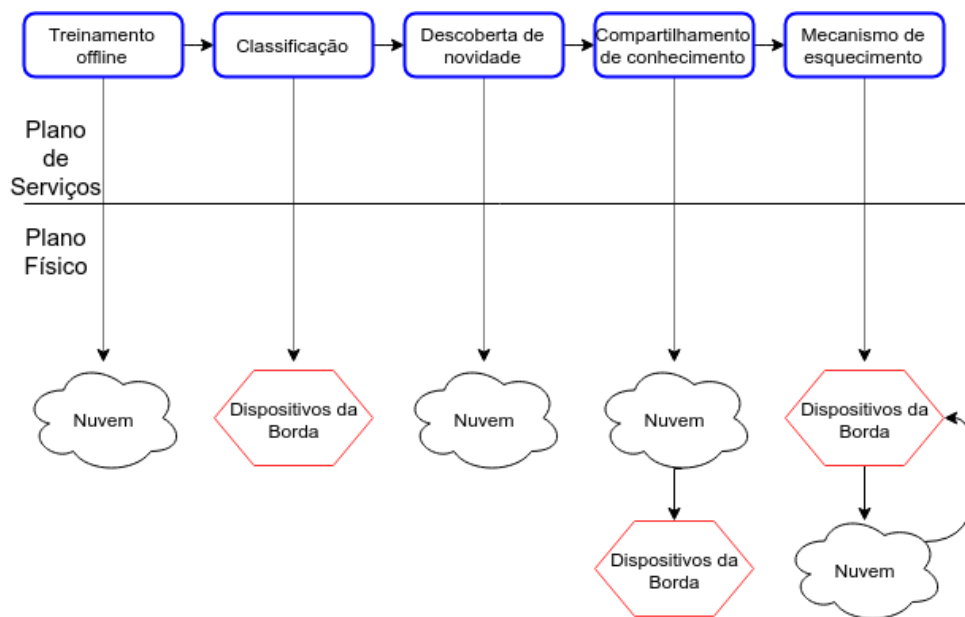 Treinamento
offline
Classificação
Descoberta de
novidade
Compartilhamento
de conhecimento
Mecanismo de
esquecimento
Plano
de
Serviços
Plano
Físico
Nuvem
Dispositivos da
Borda
Nuvem
Nuvem
Dispositivos da
Borda
Dispositivos da
Borda
Nuvem